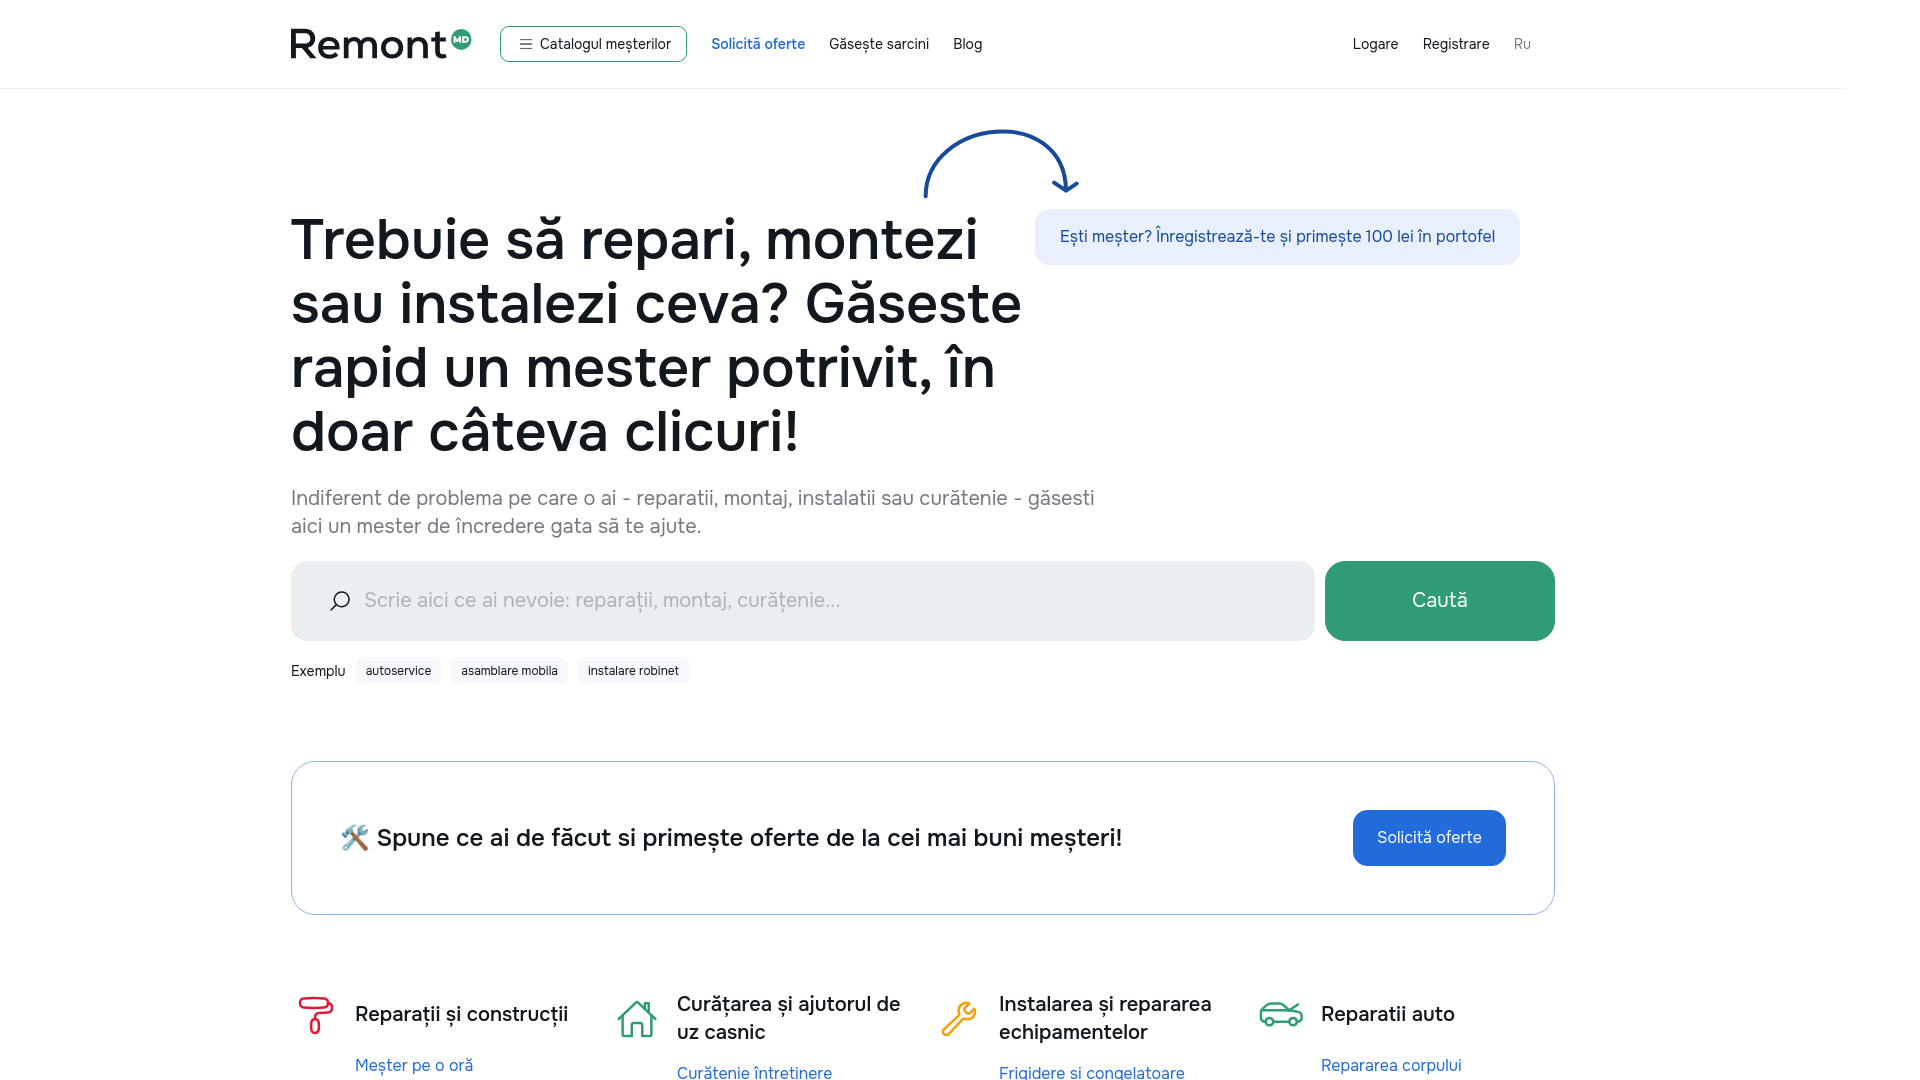 Remont MD
Catalogul meșterilor
Solicită oferte
Găsește sarcini
Blog
Logare
Registrare
Ru
Trebuie să repari, montezi
sau instalezi ceva? Găseste
rapid un mester potrivit, în
doar câteva clicuri!
Ești meșter? Înregistrează-te și primește 100 lei în portofel
Indiferent de problema pe care o ai - reparatii, montaj, instalatii sau curătenie - găsesti
aici un mester de încredere gata să te ajute.
Scrie aici ce ai nevoie: reparații, montaj, curățenie...
Caută
Exemplu
autoservice
asamblare mobila
instalare robinet
🛠️ Spune ce ai de făcut si primește oferte de la cei mai buni meșteri!
Solicită oferte
Reparații și construcții
Meșter pe o oră
Curățarea și ajutorul de
uz casnic
Curățenie întreținere
Instalarea și repararea
echipamentelor
Frigidere și congelatoare
Reparatii auto
Repararea corpului